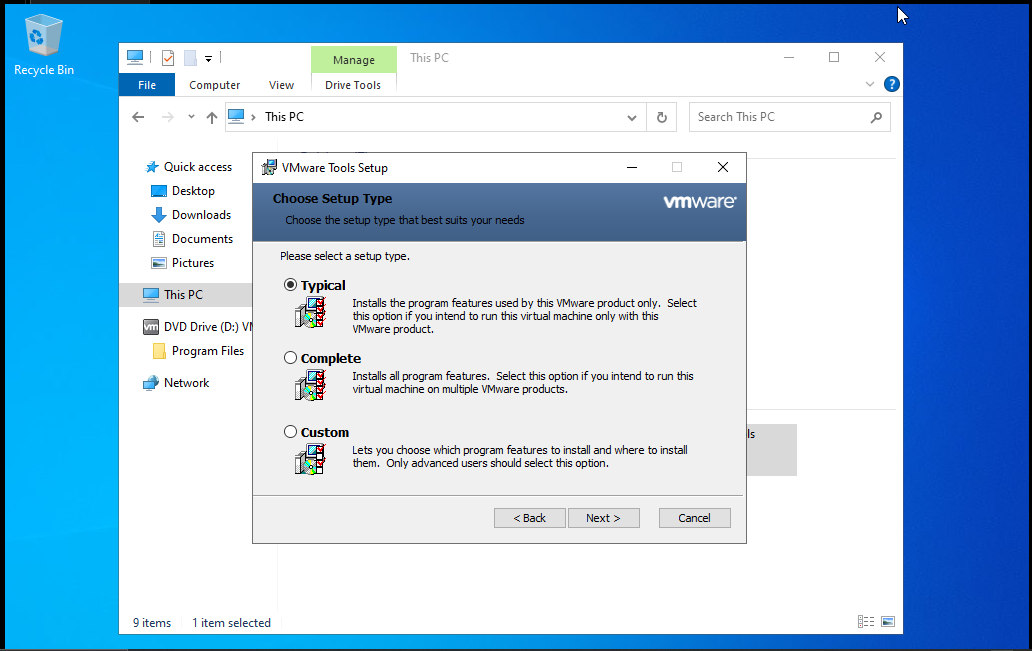 Recycle Bin
Manage
This PC
File
Computer
View
Drive Tools
?
This PC
Search This PC
Quick access
Desktop
Downloads
Documents
Pictures
This PC
vm
DVD Drive (D:)
Program Files
Network
VMware Tools Setup
Choose Setup Type
Choose the setup type that best suits your needs
vmware
Please select a setup type.
Typical
Installs the program features used by this VMware product only. Select
this option if you intend to run this virtual machine only with this
VMware product.
Complete
Installs all program features. Select this option if you intend to run this
virtual machine on multiple VMware products.
Custom
Lets you choose which program features to install and where to install
them. Only advanced users should select this option.
< Back
Next >
Cancel
9 items
1 item selected